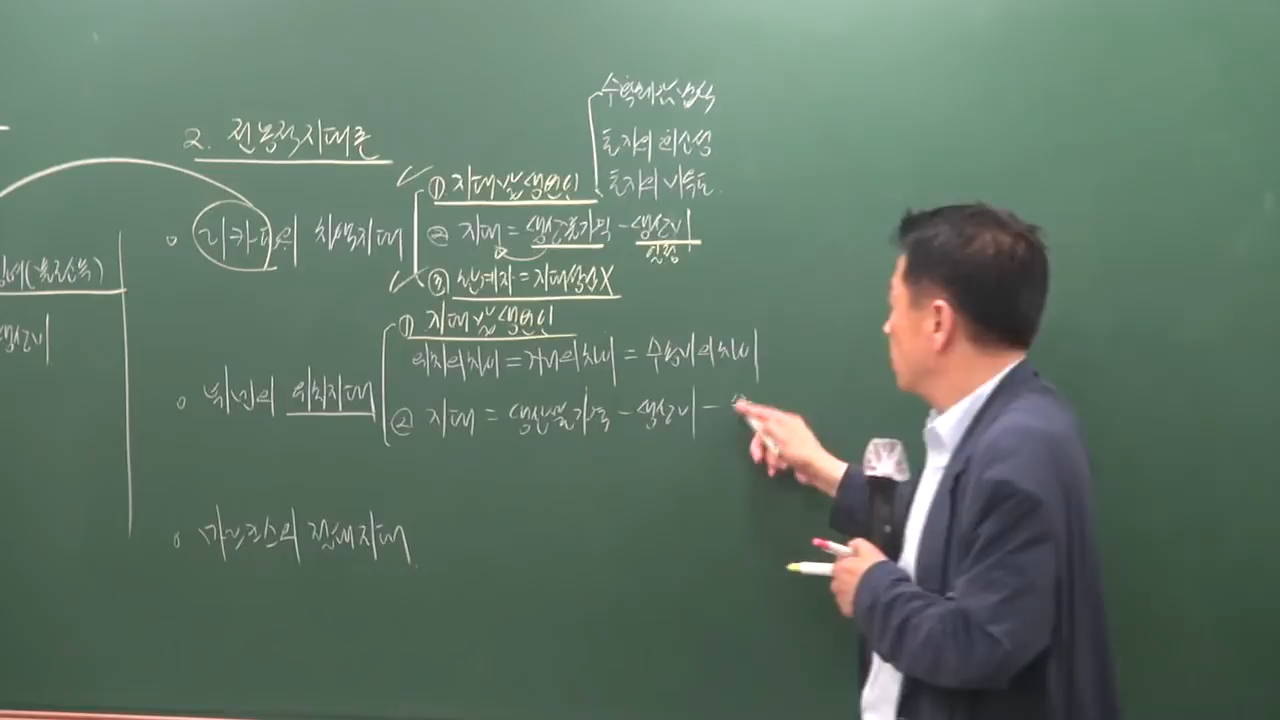 2. 전통적지대론
수확체감법칙
토지의 희소성
토지의 비옥도
리카도의 차액지대
① 지대발생원인
② 지대 = 생산물가격 - 생산비
일정
③ 한계지 = 지대발생X
튀넨의 위치지대
① 지대발생원인
위치의차이 = 거리의차이 = 수송비의차이
② 지대 = 생산물가격 - 생산비 - 수
마르크스의 절대지대
생산비